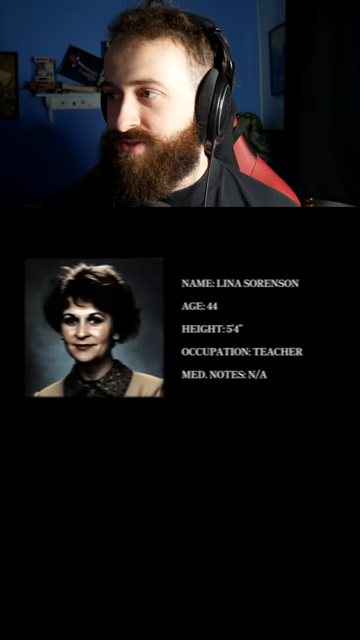 NAME: LINA SORENSON
AGE: 44
HEIGHT: 5'4"
OCCUPATION: TEACHER
MED. NOTES: N/A